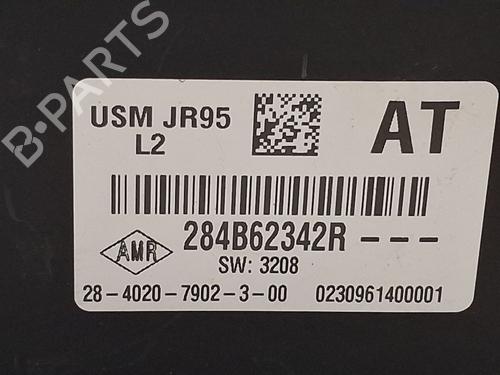 B-PARTS
USM JR95 AT
L2
284B62342R---
AMR SW: 3208
28-4020-7902-3-00 0230961400001